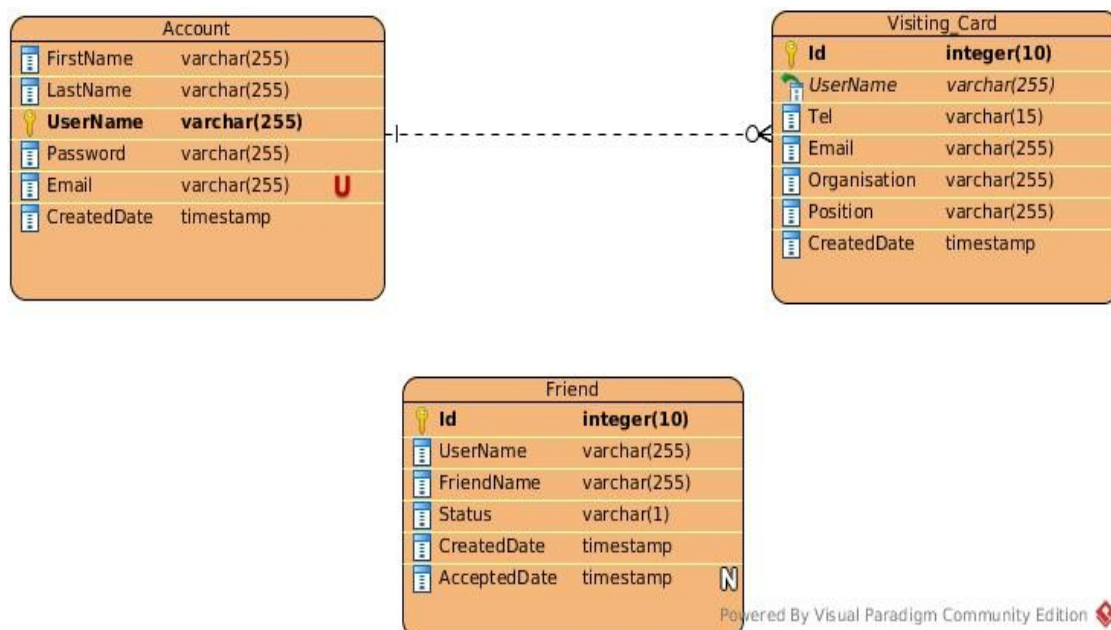 Account
FirstName varchar(255)
LastName varchar(255)
UserName varchar(255)
Password varchar(255)
Email varchar(255) U
CreatedDate timestamp
Visiting_Card
Id integer(10)
UserName varchar(255)
Tel varchar(15)
Email varchar(255)
Organisation varchar(255)
Position varchar(255)
CreatedDate timestamp
Friend
Id integer(10)
UserName varchar(255)
FriendName varchar(255)
Status varchar(1)
CreatedDate timestamp
AcceptedDate timestamp N
Powered By Visual Paradigm Community Edition